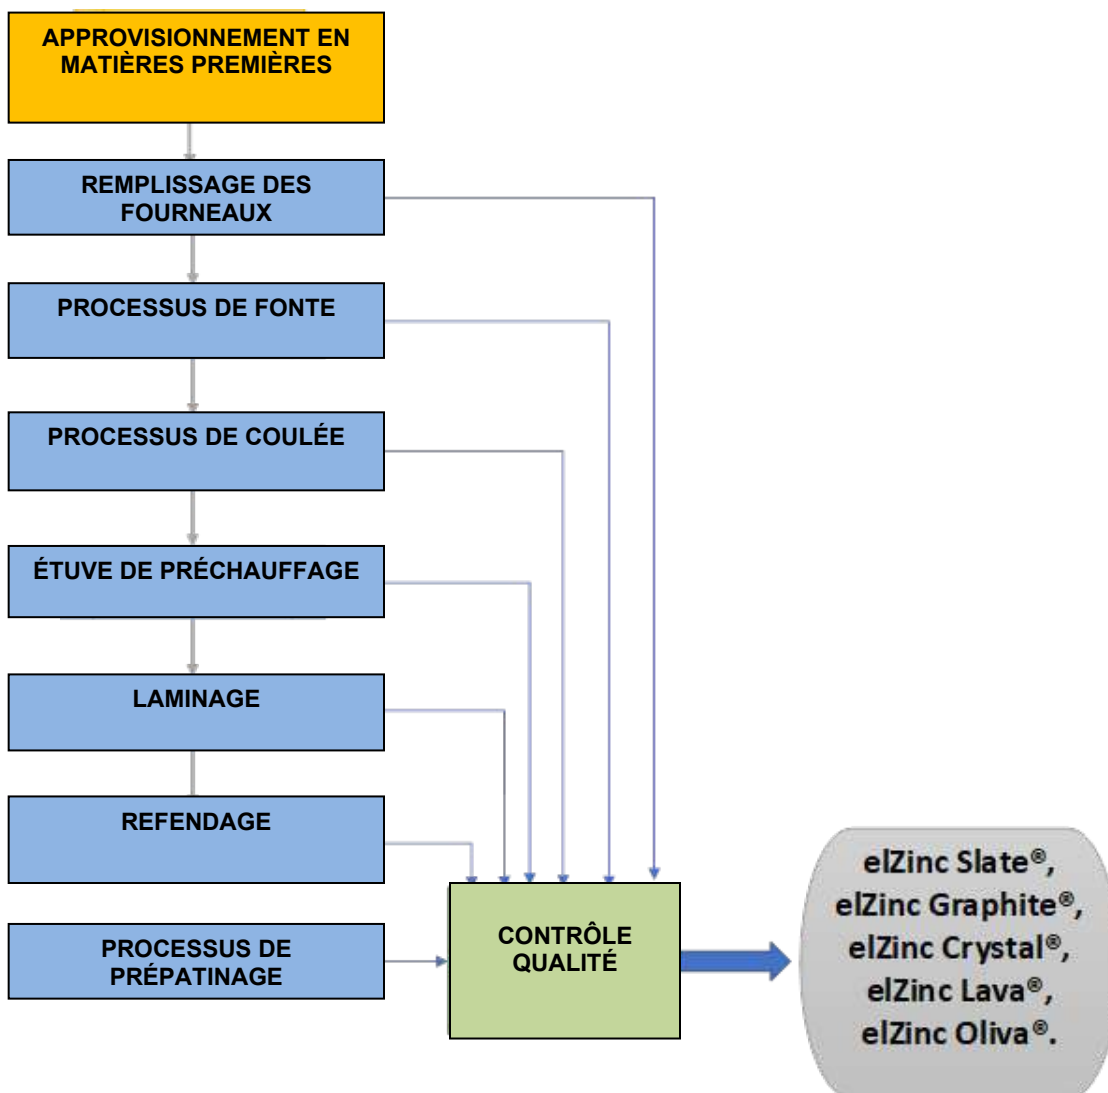 APPROVISIONNEMENT EN
MATIÈRES PREMIÈRES
REMPLISSAGE DES
FOURNEAUX
PROCESSUS DE FONTE
PROCESSUS DE COULÉE
ÉTUVE DE PRÉCHAUFFAGE
LAMINAGE
REFENDAGE
PROCESSUS DE
PRÉPATINAGE
CONTRÔLE
QUALITÉ
elZinc Slate®,
elZinc Graphite®,
elZinc Crystal®,
elZinc Lava®,
elZinc Oliva®.